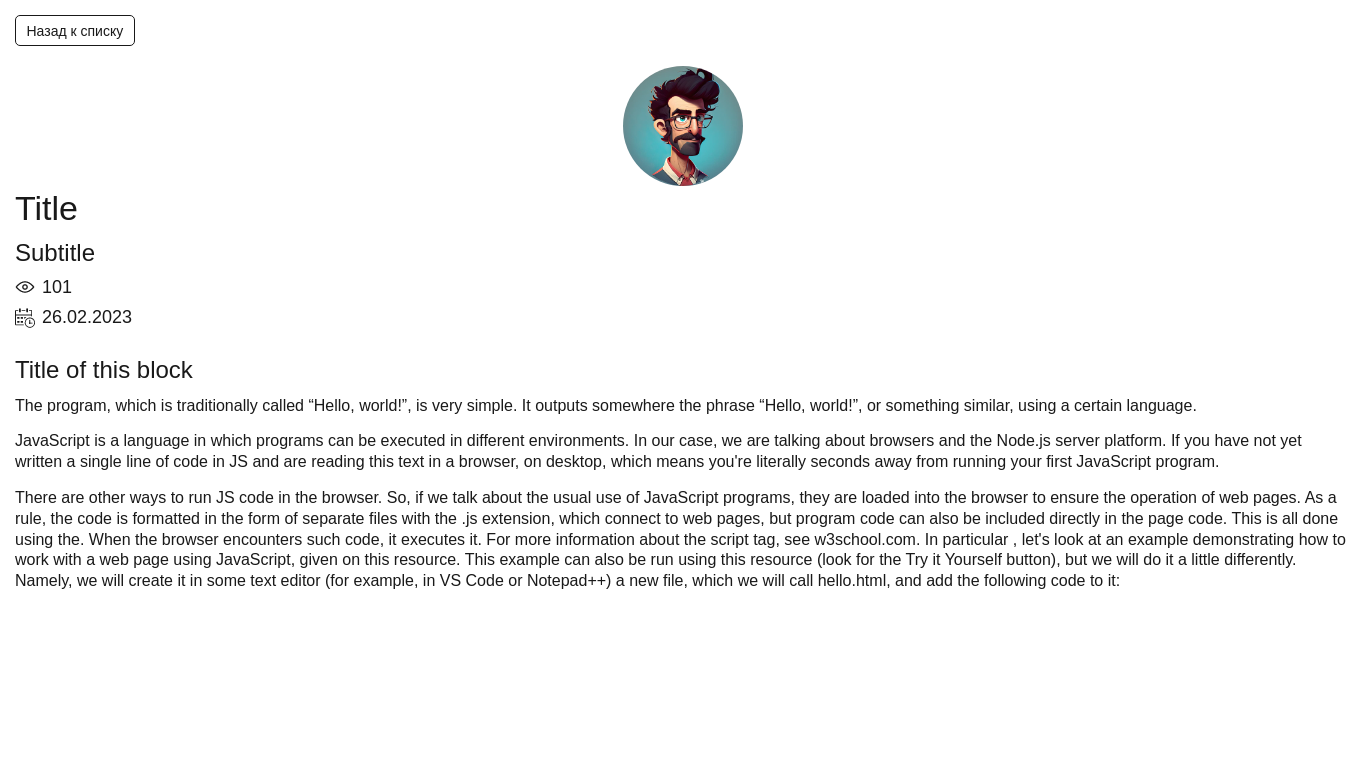 Назад к списку
Title
Subtitle
101
26.02.2023
Title of this block
The program, which is traditionally called “Hello, world!”, is very simple. It outputs somewhere the phrase “Hello, world!”, or something similar, using a certain language.
JavaScript is a language in which programs can be executed in different environments. In our case, we are talking about browsers and the Node.js server platform. If you have not yet
written a single line of code in JS and are reading this text in a browser, on desktop, which means you're literally seconds away from running your first JavaScript program.
There are other ways to run JS code in the browser. So, if we talk about the usual use of JavaScript programs, they are loaded into the browser to ensure the operation of web pages. As a
rule, the code is formatted in the form of separate files with the .js extension, which connect to web pages, but program code can also be included directly in the page code. This is all done
using the. When the browser encounters such code, it executes it. For more information about the script tag, see w3school.com. In particular , let's look at an example demonstrating how to
work with a web page using JavaScript, given on this resource. This example can also be run using this resource (look for the Try it Yourself button), but we will do it a little differently.
Namely, we will create it in some text editor (for example, in VS Code or Notepad++) a new file, which we will call hello.html, and add the following code to it: